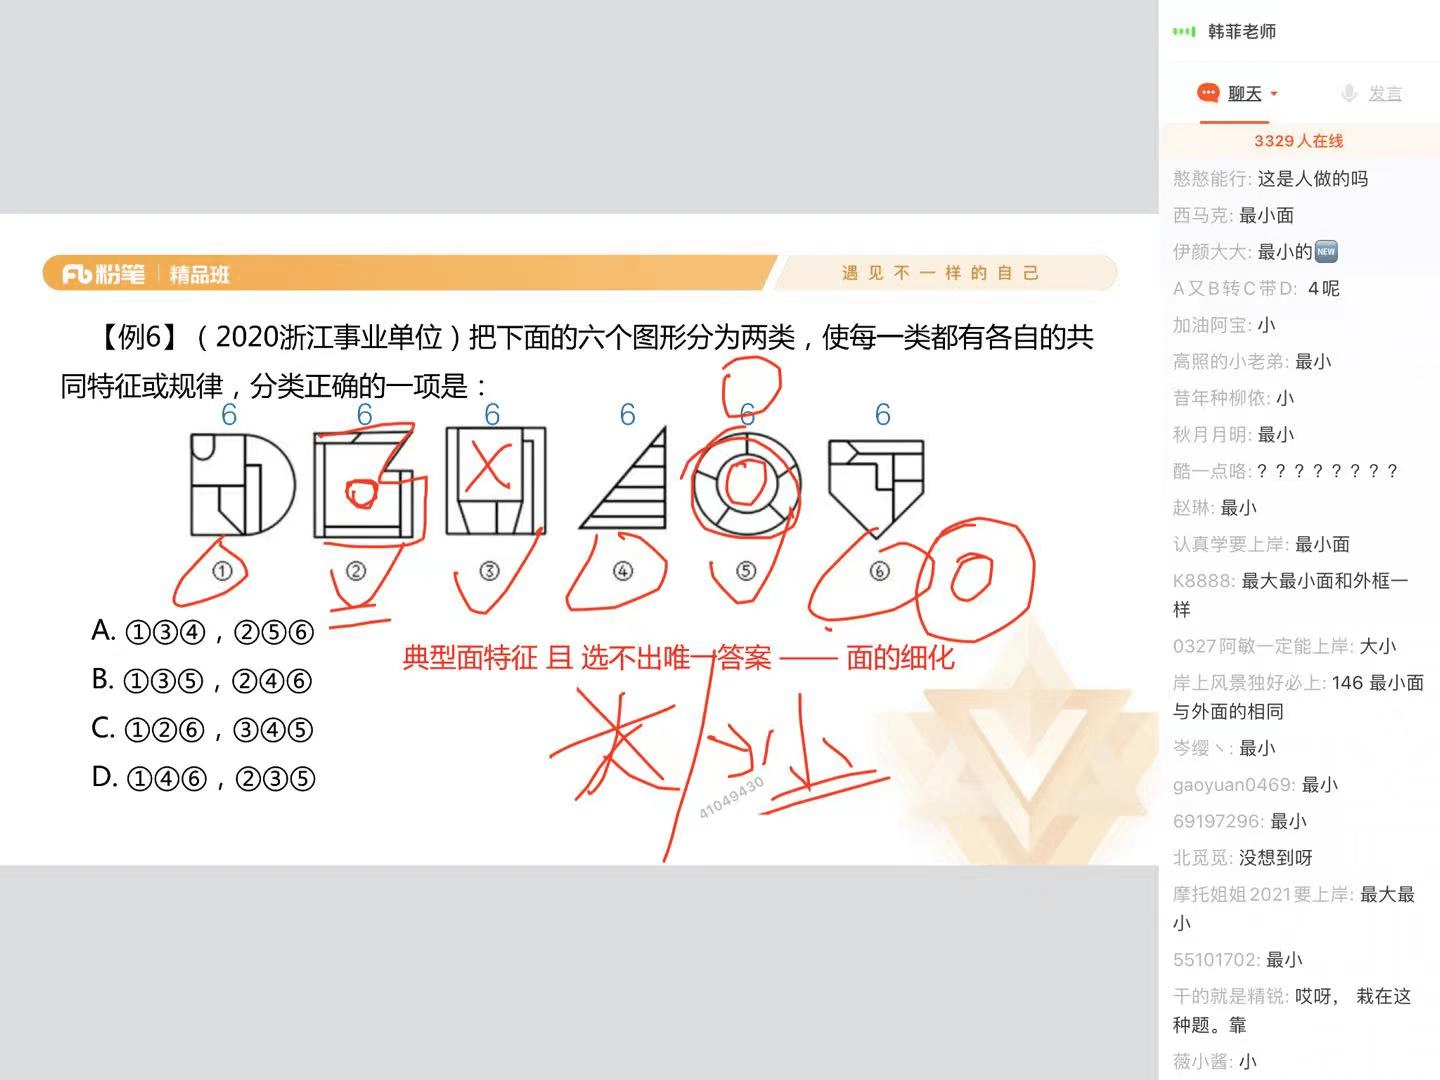 韩菲老师
聊天
发言
3329人在线
憨憨能行: 这是人做的吗
西马克: 最小面
伊颜大大: 最小的NEW
A又B转C带D: 4呢
加油阿宝: 小
高照的小老弟: 最小
昔年种柳依: 小
秋月月明: 最小
酷一点咯: ？？？？？？？？
赵琳: 最小
认真学要上岸: 最小面
K8888: 最大最小面和外框一
样
0327阿敏一定能上岸: 大小
岸上风景独好必上: 146 最小面
与外面的相同
岑缨丶: 最小
gaoyuan0469: 最小
69197296: 最小
北觅觅: 没想到呀
摩托姐姐2021要上岸: 最大最
小
55101702: 最小
干的就是精锐: 哎呀， 栽在这
种题。靠
薇小酱: 小
粉笔 精品班
遇见不一样的自己
【例6】（2020浙江事业单位）把下面的六个图形分为两类，使每一类都有各自的共
同特征或规律，分类正确的一项是：
6 6 6 6 6 6
① ② ③ ④ ⑤ ⑥
A. ①③④，②⑤⑥
B. ①③⑤，②④⑥
C. ①②⑥，③④⑤
D. ①④⑥，②③⑤
典型面特征 且 选不出唯一答案 —— 面的细化
大/小
41049430